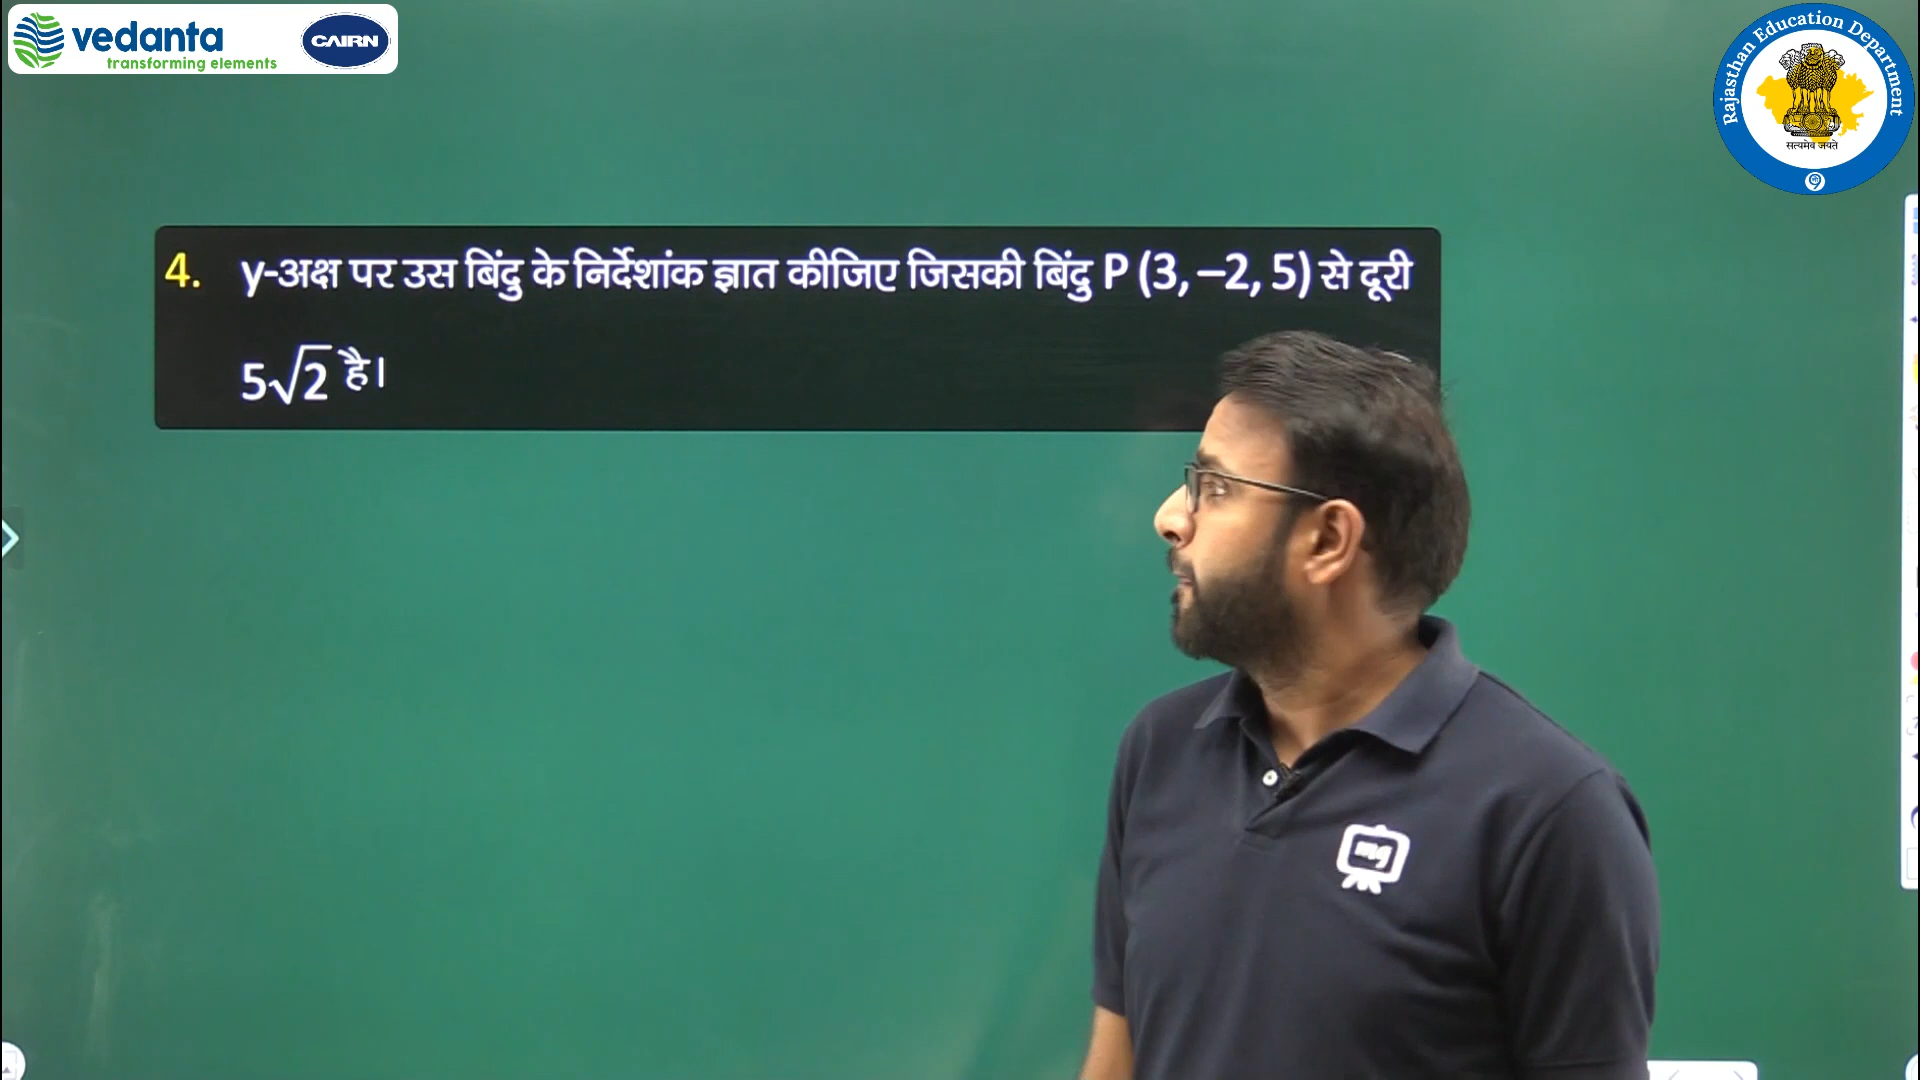 vedanta
transforming elements
CAIRN
Rajasthan Education Department
सत्यमेव जयते
4. y-अक्ष पर उस बिंदु के निर्देशांक ज्ञात कीजिए जिसकी बिंदु P (3, –2, 5) से दूरी
5√2 है।
mg